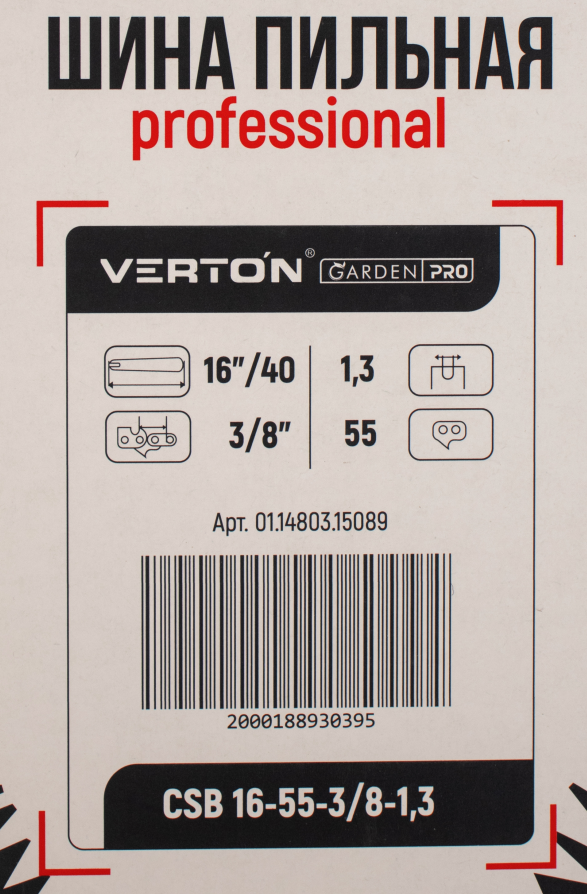 ШИНА ПИЛЬНАЯ
professional
VERTON® GARDEN PRO
16"/40 1,3
3/8" 55
Арт. 01.14803.15089
2000188930395
CSB 16-55-3/8-1,3